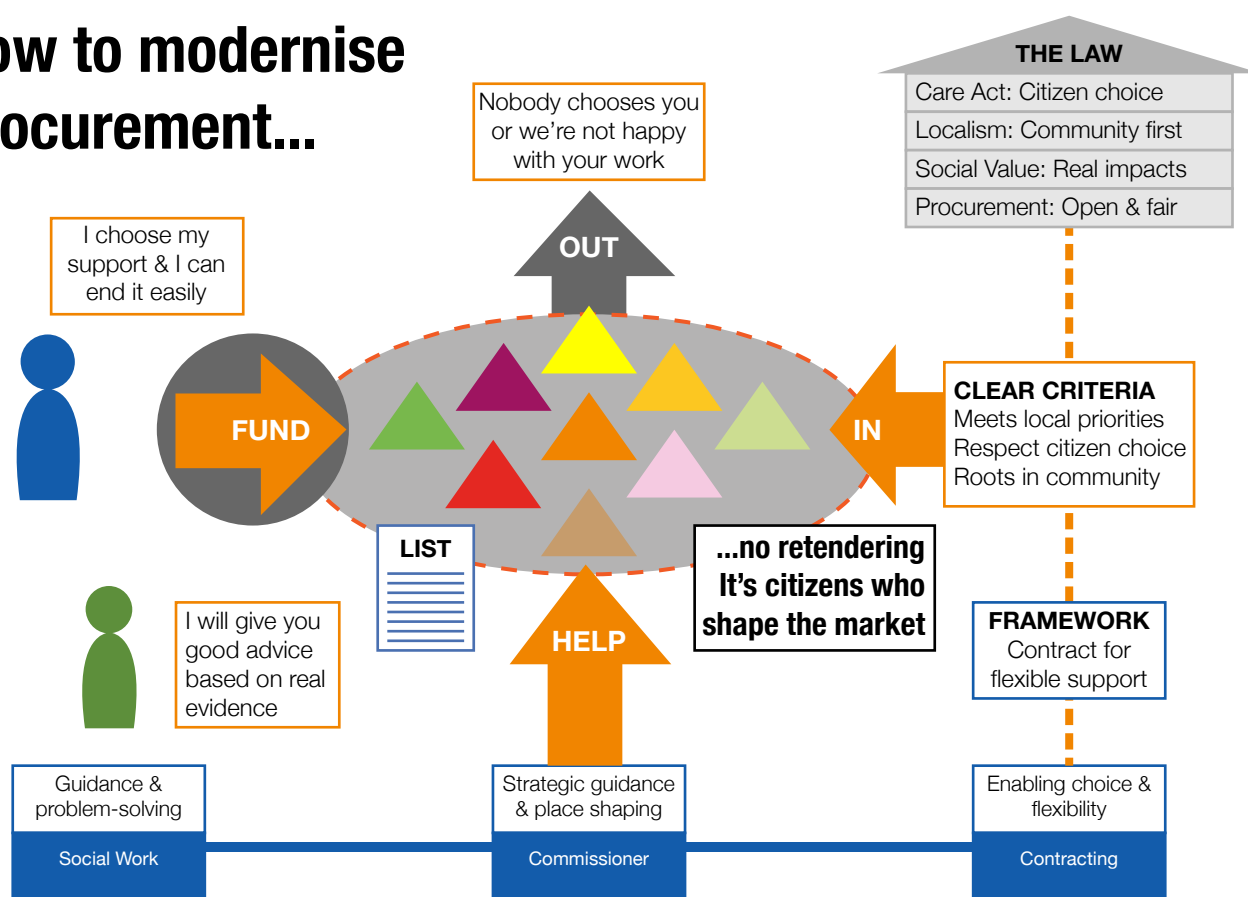 ow to modernise
ocurement...
THE LAW
Care Act: Citizen choice
Localism: Community first
Social Value: Real impacts
Procurement: Open & fair
Nobody chooses you
or we're not happy
with your work
I choose my
support & I can
end it easily
OUT
FUND
IN
CLEAR CRITERIA
Meets local priorities
Respect citizen choice
Roots in community
LIST
...no retendering
It's citizens who
shape the market
I will give you
good advice
based on real
evidence
HELP
FRAMEWORK
Contract for
flexible support
Guidance &
problem-solving
Social Work
Strategic guidance
& place shaping
Commissioner
Enabling choice &
flexibility
Contracting